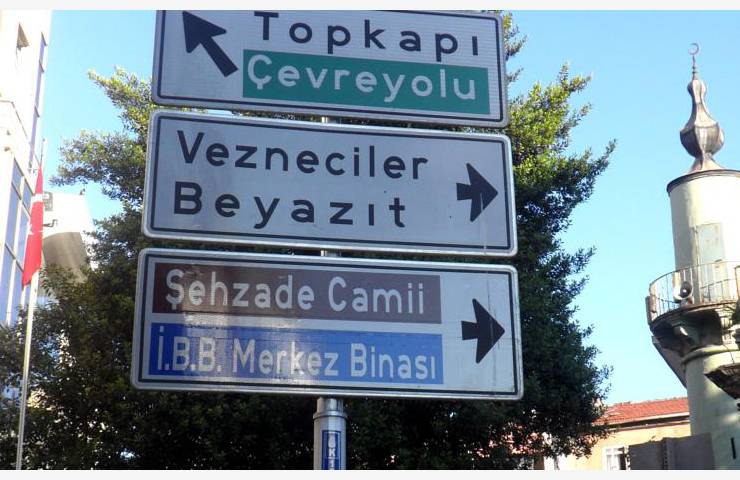 Topkapı
Çevreyolu
Vezneciler
Beyazıt
Şehzade Camii
İ.B.B. Merkez Binası